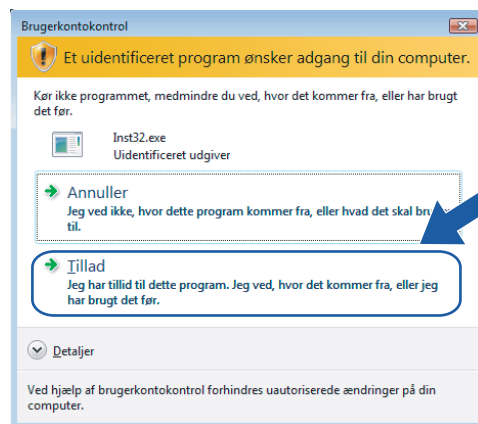 Brugerkontokontrol
Et uidentificeret program ønsker adgang til din computer.
Kør ikke programmet, medmindre du ved, hvor det kommer fra, eller har brugt
det før.
Inst32.exe
Uidentificeret udgiver
Annuller
Jeg ved ikke, hvor dette program kommer fra, eller hvad det skal
til.
Tillad
Jeg har tillid til dette program. Jeg ved, hvor det kommer fra, eller jeg
har brugt det før.
Detaljer
Ved hjælp af brugerkontokontrol forhindres uautoriserede ændringer på din
computer.